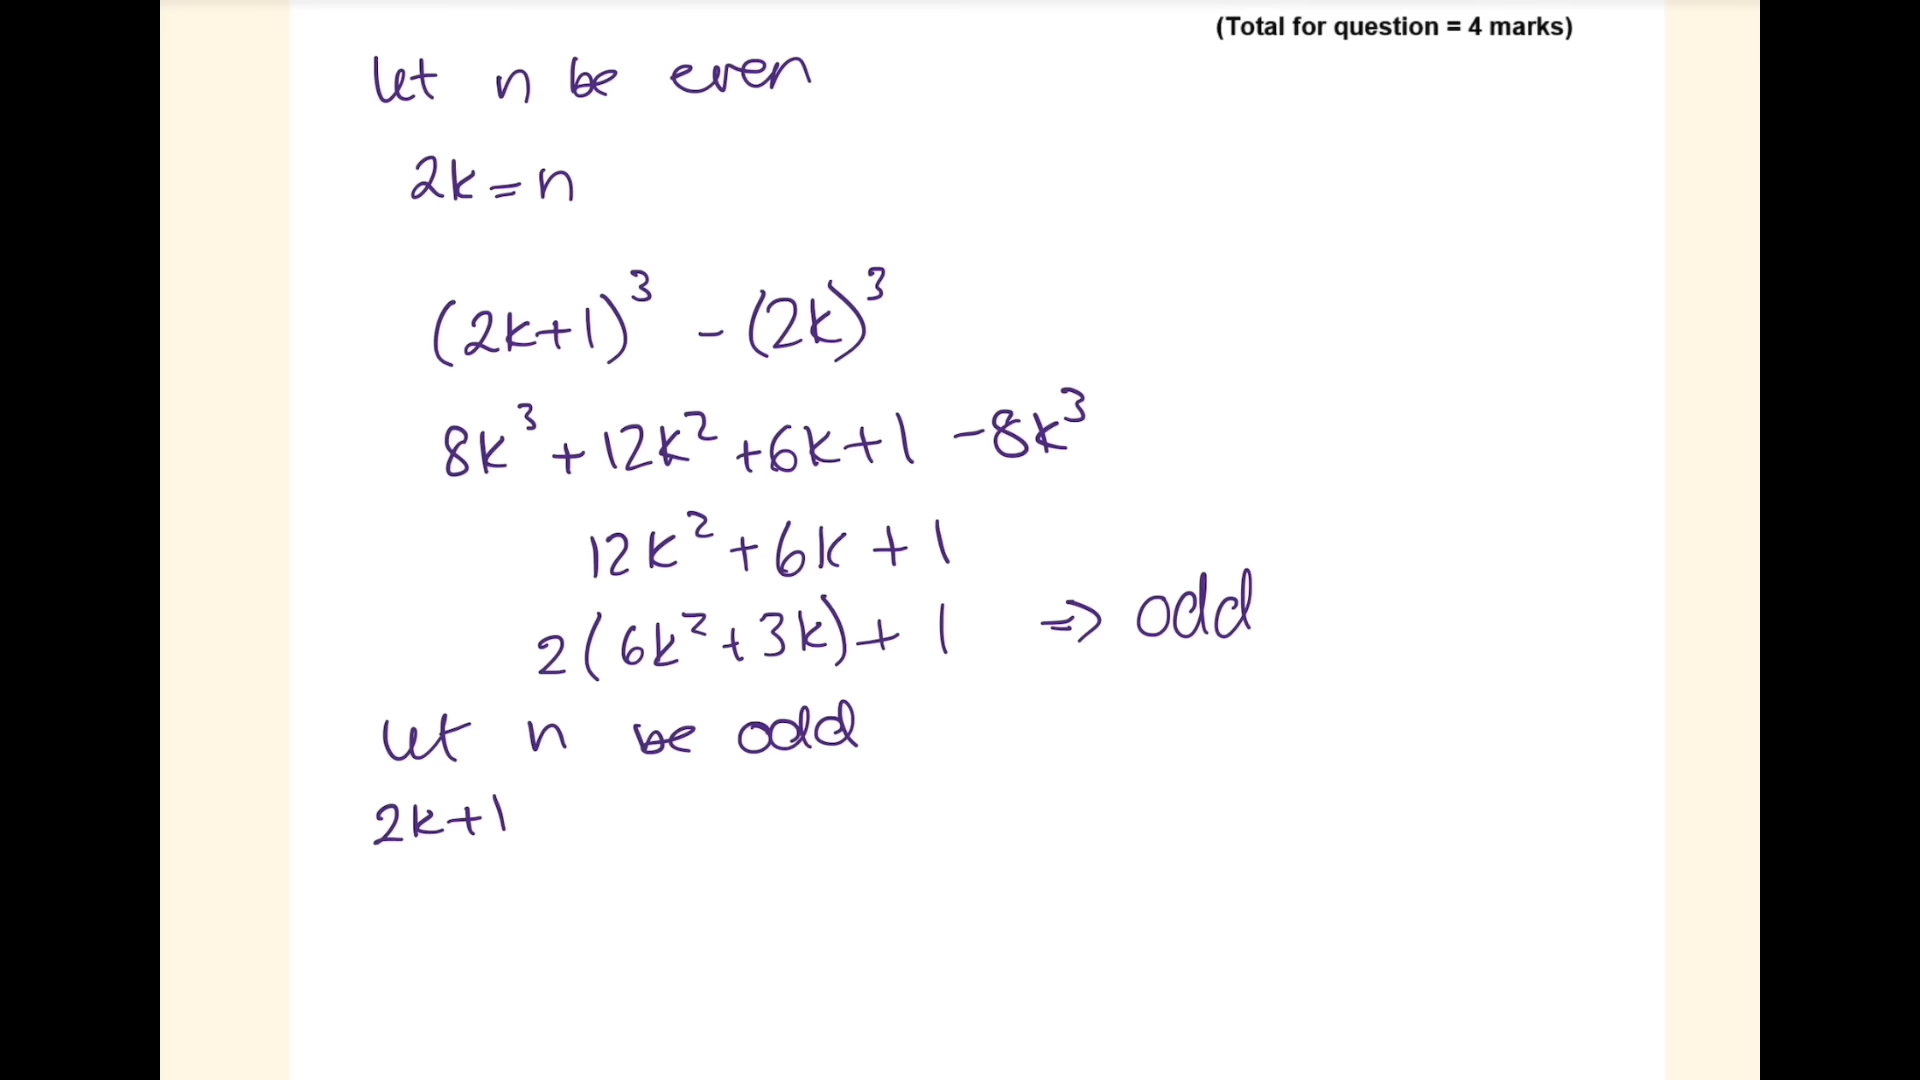 (Total for question = 4 marks)
let n be even
2k = n
(2k+1)³ - (2k)³
8k³ + 12k² + 6k + 1 - 8k³
12k² + 6k + 1
2(6k² + 3k) + 1 ⇒ odd
let n be odd
2k+1